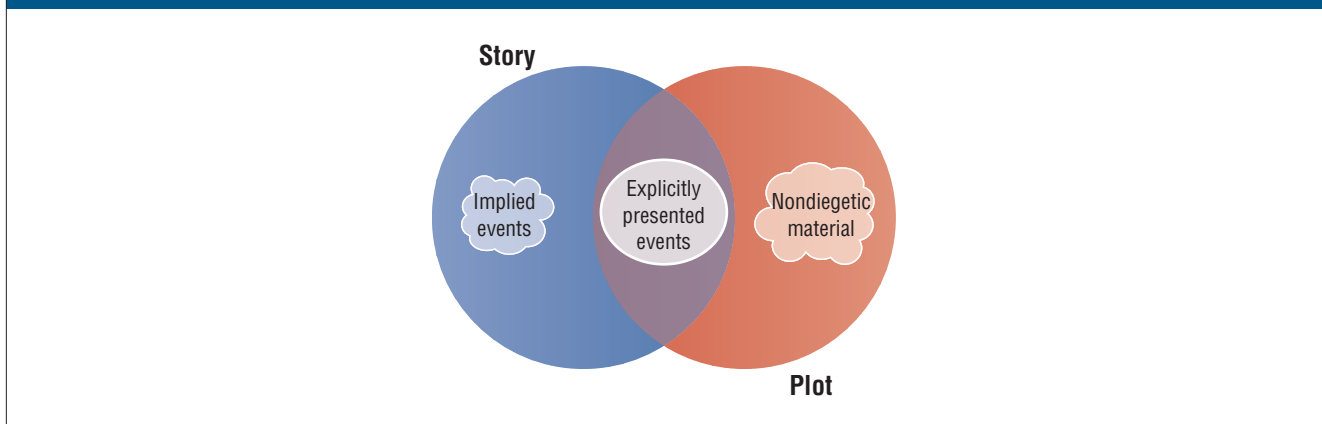 Story
Implied
events
Explicitly
presented
events
Nondiegetic
material
Plot